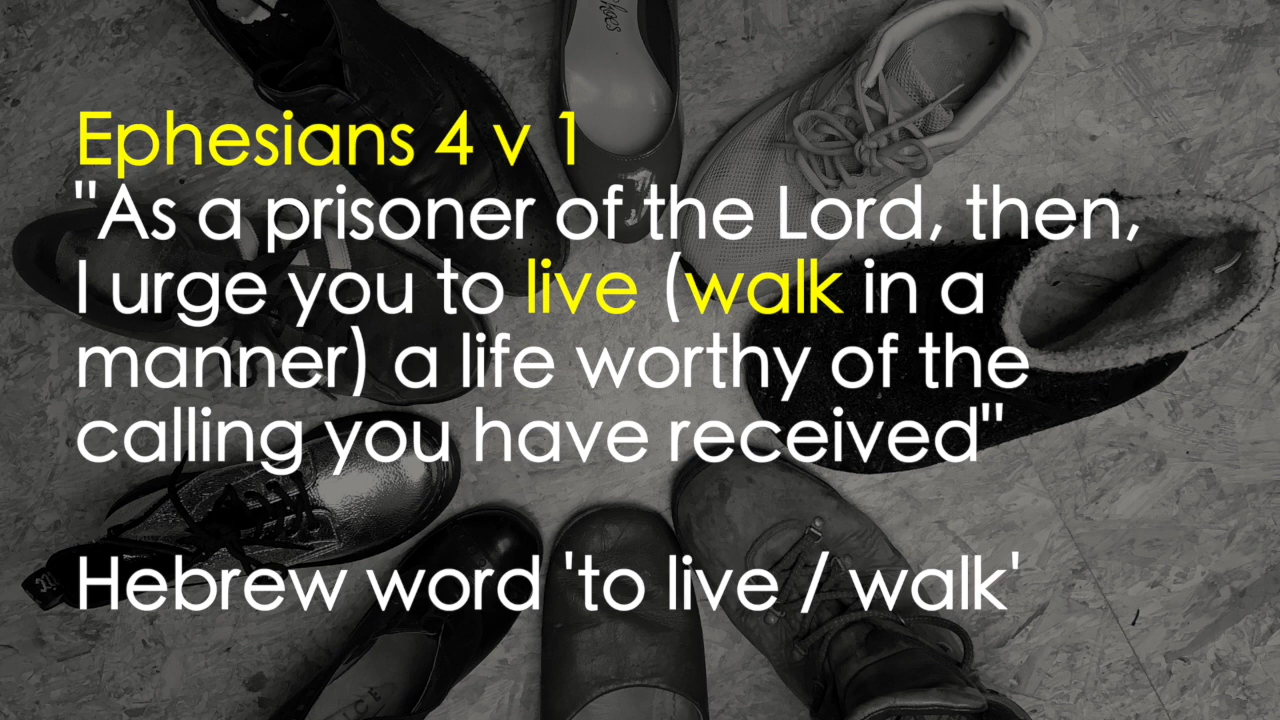 Ephesians 4 v 1
"As a prisoner of the Lord, then,
I urge you to live (walk in a
manner) a life worthy of the
calling you have received"
Hebrew word 'to live / walk'